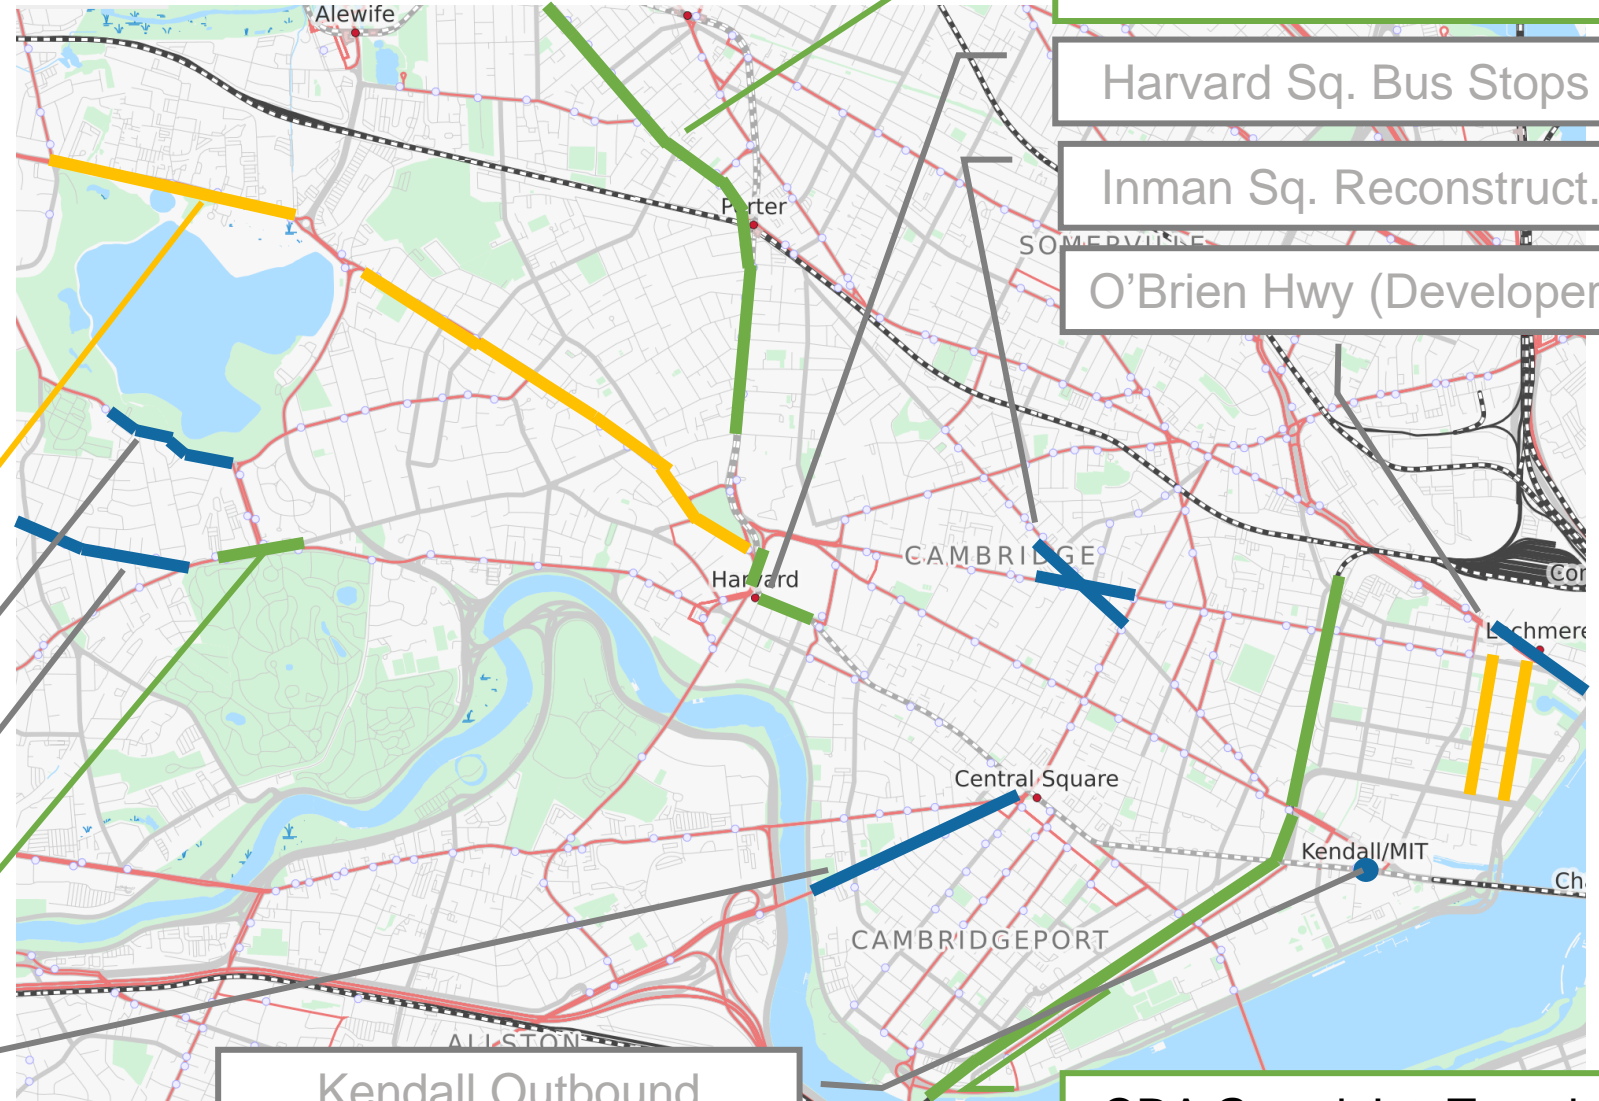 Alewife
Harvard Sq. Bus Stops
Inman Sq. Reconstruct.
Porter
SOMERVILLE
O'Brien Hwy (Developer
CAMBRIDGE
Harvard
Lechmere
Central Square
Kendall/MIT
CAMBRIDGEPORT
ALLSTON
Kendall Outbound